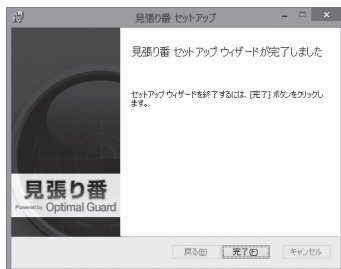 見張り番 セットアップ
見張り番 セットアップ ウィザードが完了しました
セットアップ ウィザードを終了するには、[完了] ボタンをクリックし
ます。
見張り番
Powered by Optimal Guard
戻る(B)
完了(F)
キャンセル